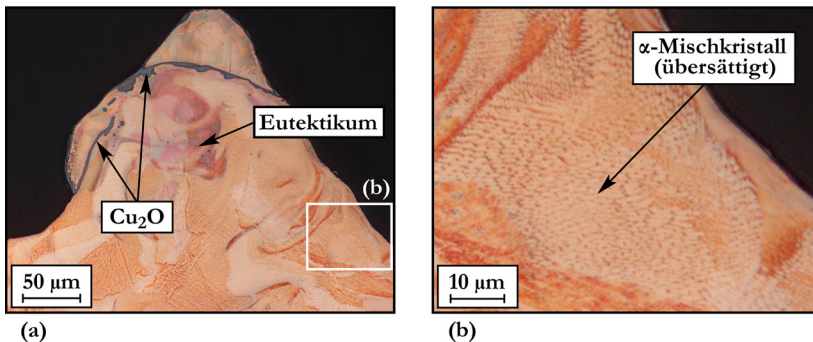 Cu₂O
Eutektikum
(b)
50 µm
(a)
α-Mischkristall
(übersättigt)
10 µm
(b)